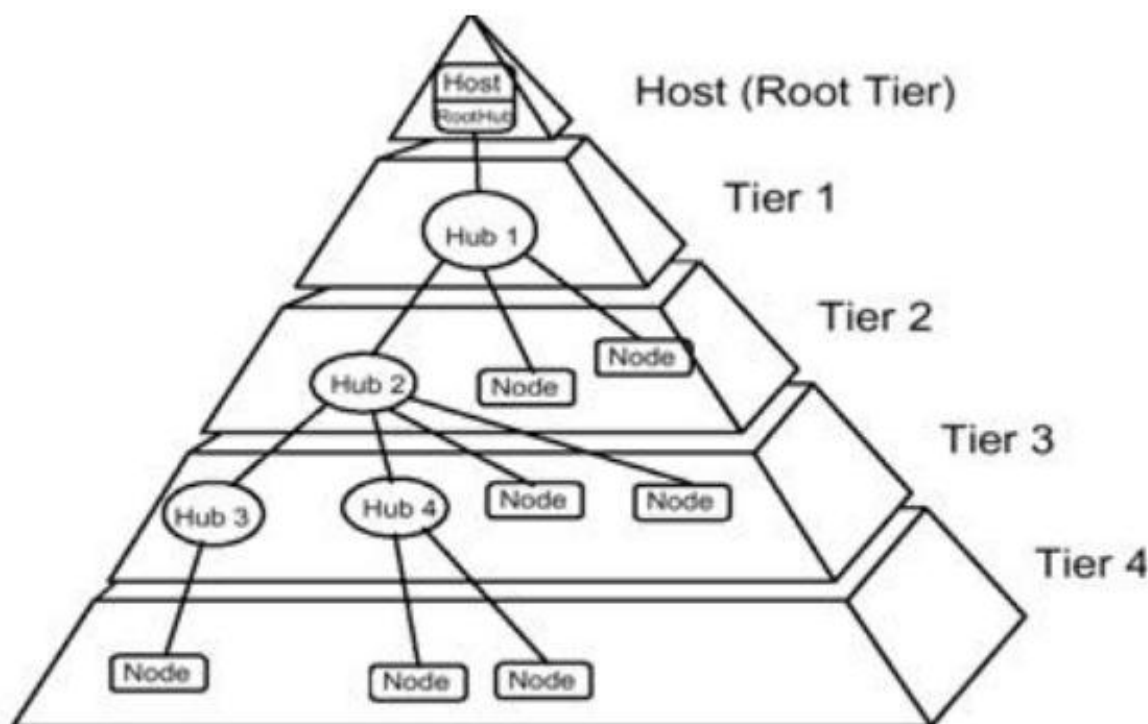 Host
RootHub
Host (Root Tier)
Tier 1
Hub 1
Tier 2
Node
Node
Hub 2
Tier 3
Node
Node
Hub 3
Hub 4
Tier 4
Node
Node
Node